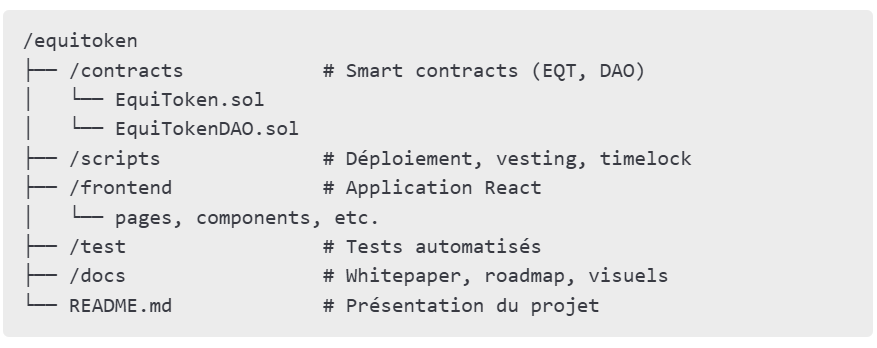 /equitoken
├── /contracts            # Smart contracts (EQT, DAO)
│   └── EquiToken.sol
│   └── EquiTokenDAO.sol
├── /scripts              # Déploiement, vesting, timelock
├── /frontend             # Application React
│   └── pages, components, etc.
├── /test                 # Tests automatisés
├── /docs                 # Whitepaper, roadmap, visuels
└── README.md             # Présentation du projet